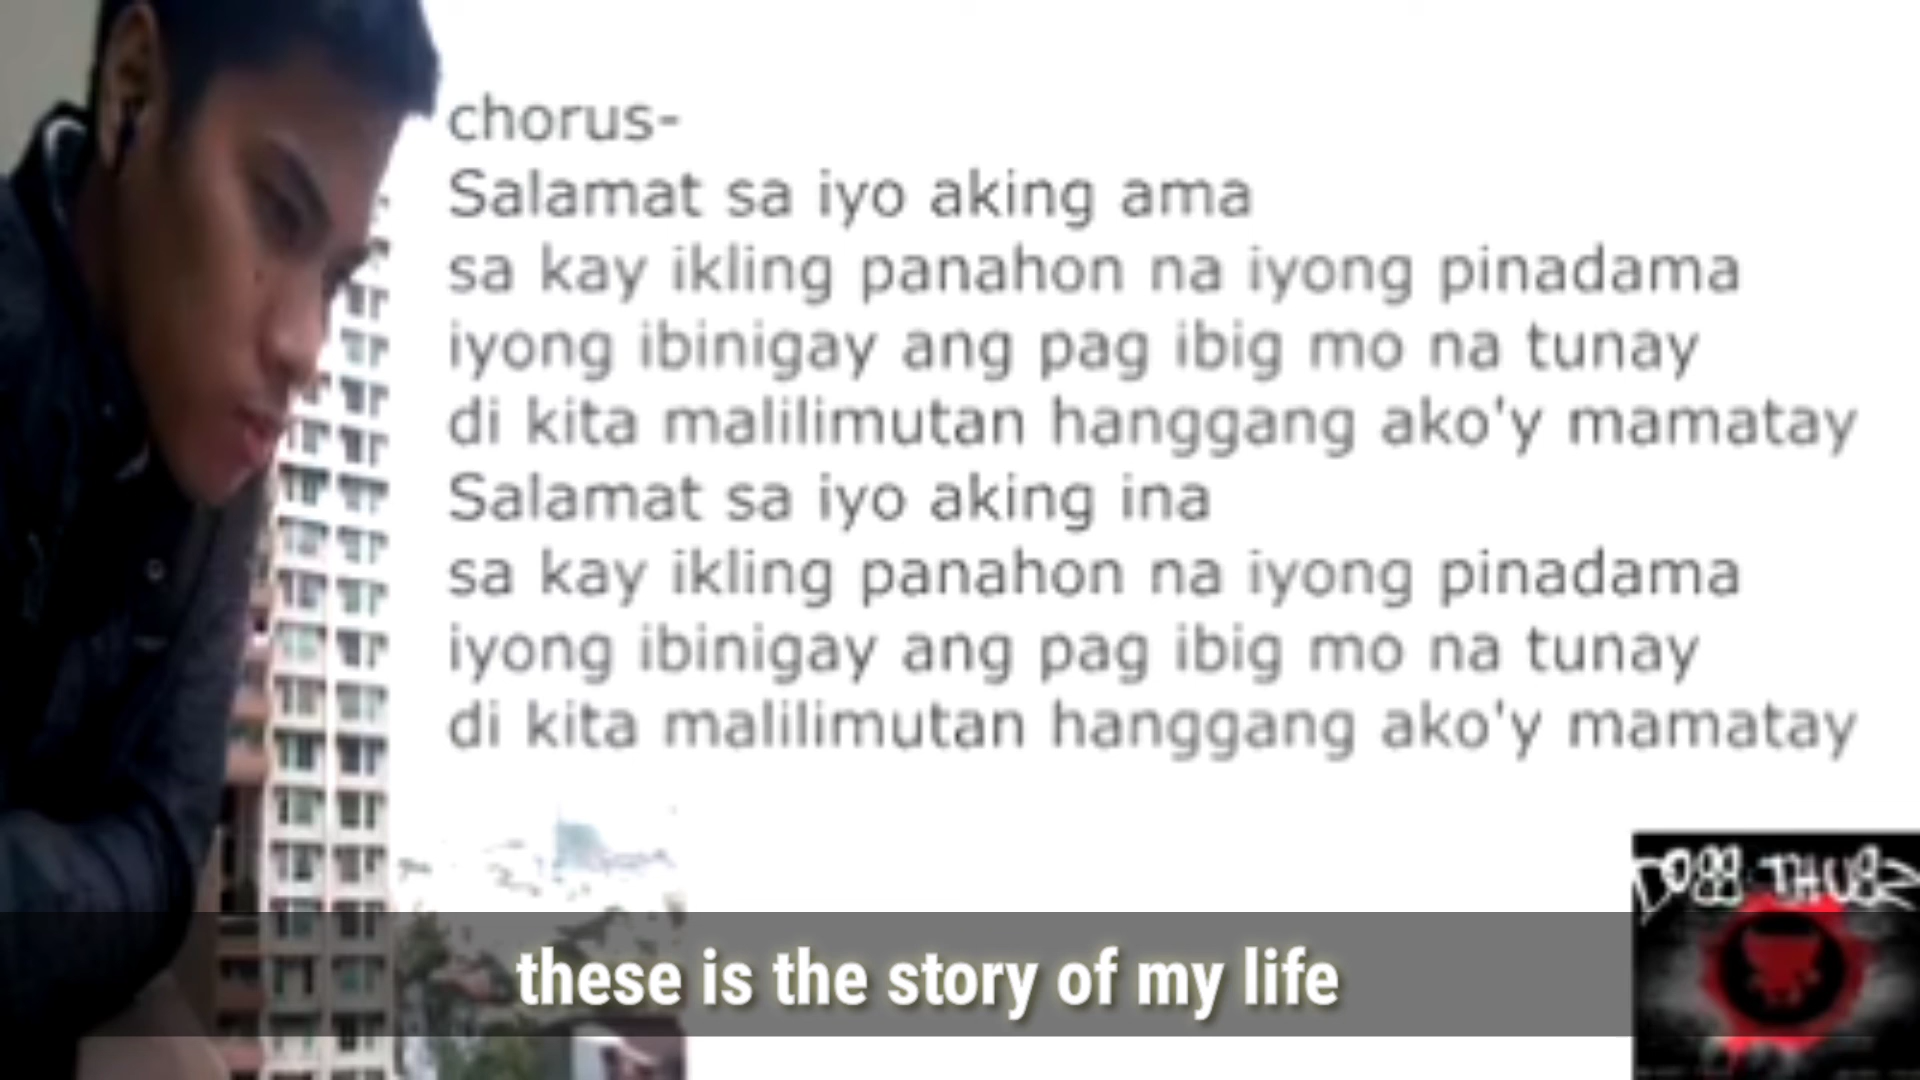 chorus-
Salamat sa iyo aking ama
sa kay ikling panahon na iyong pinadama
iyong ibinigay ang pag ibig mo na tunay
di kita malilimutan hanggang ako'y mamatay
Salamat sa iyo aking ina
sa kay ikling panahon na iyong pinadama
iyong ibinigay ang pag ibig mo na tunay
di kita malilimutan hanggang ako'y mamatay
these is the story of my life